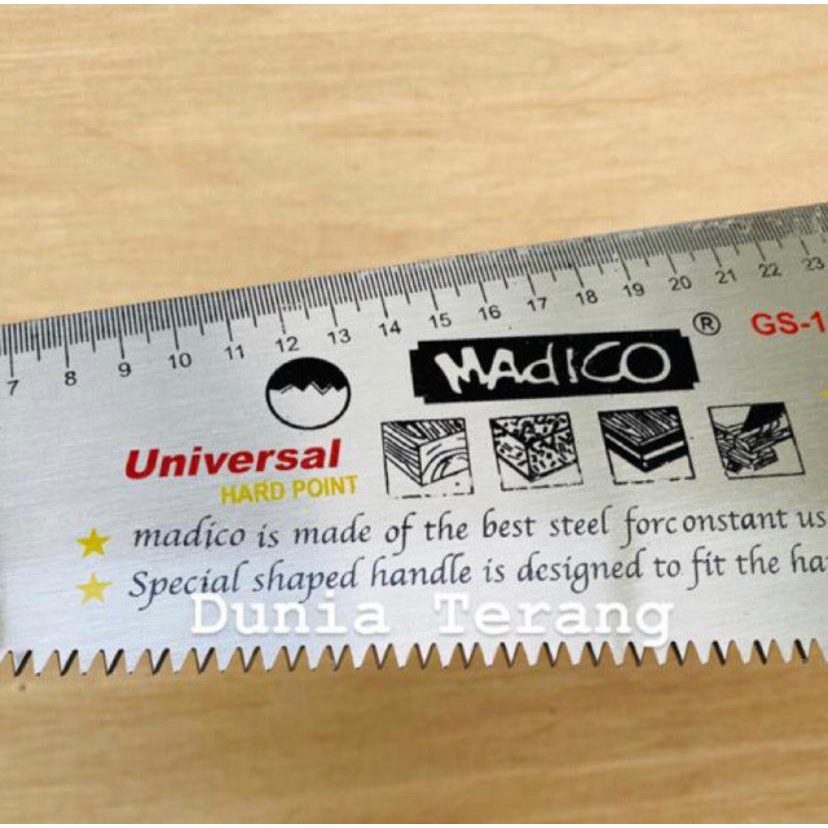 7 8 9 10 11 12 13 14 15 16 17 18 19 20 21 22 23
MADICO ® GS-1
Universal
HARD POINT
madico is made of the best steel forconstant us
Special shaped handle is designed to fit the ha
Dunia Terang